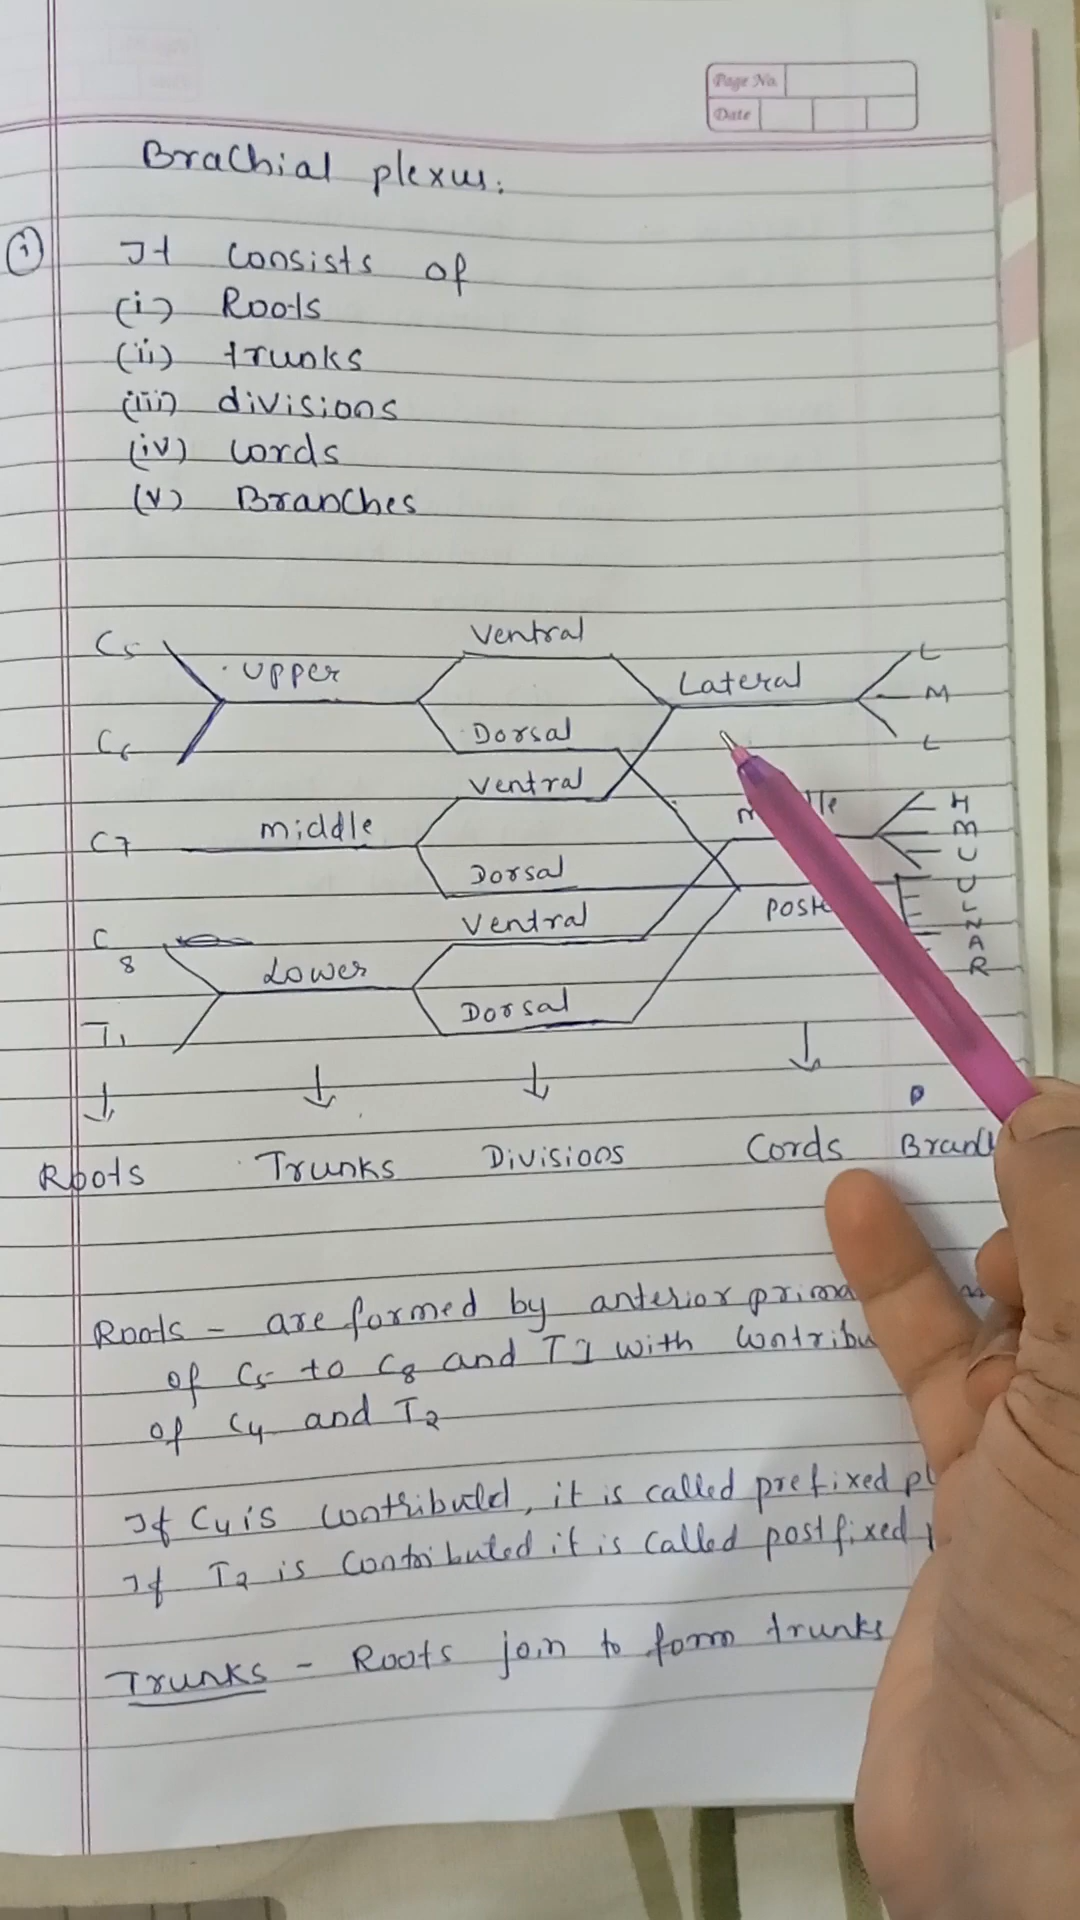 Page No.
Date
Brachial plexus:
① It consists of
(i) Roots
(ii) trunks
(iii) divisions
(iv) cords
(v) Branches
C5 Upper Ventral Lateral L
M
C6 Dorsal L
Ventral
C7 middle H
M
Dorsal U
U
L
N
A
R
C8 Ventral
Lower
T1 Dorsal
Roots Trunks Divisions Cords
Roots - are formed by anterior
of C5 to C8 and T1 with
of C4 and T2
If C4 is contributed, it is called prefixed
If T2 is contributed it is called postfixed
Trunks - Roots join to form trunks